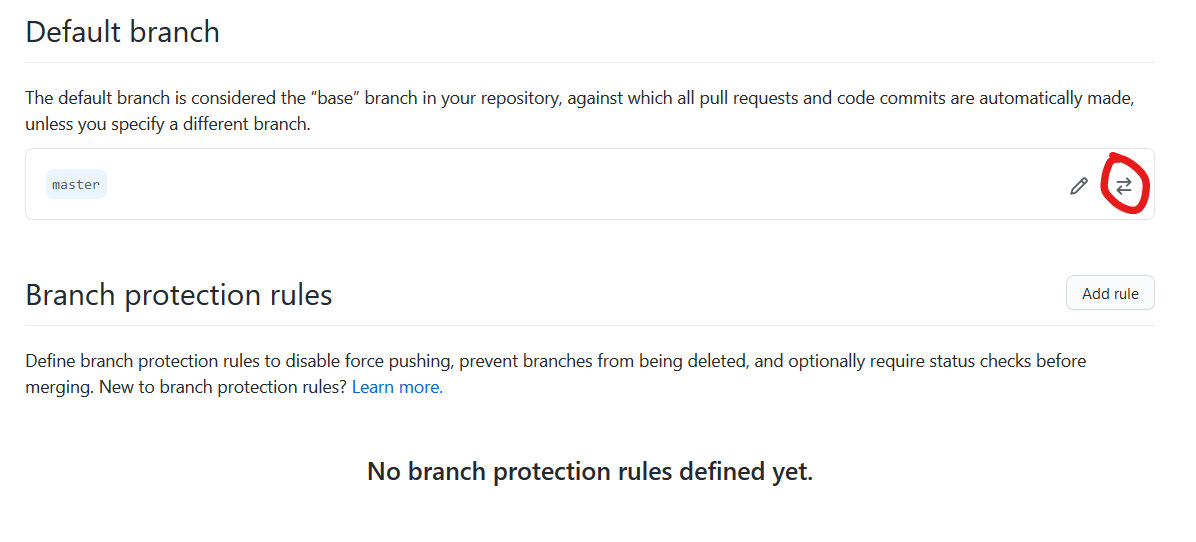 Default branch
The default branch is considered the “base” branch in your repository, against which all pull requests and code commits are automatically made,
unless you specify a different branch.
master
Branch protection rules
Add rule
Define branch protection rules to disable force pushing, prevent branches from being deleted, and optionally require status checks before
merging. New to branch protection rules? Learn more.
No branch protection rules defined yet.